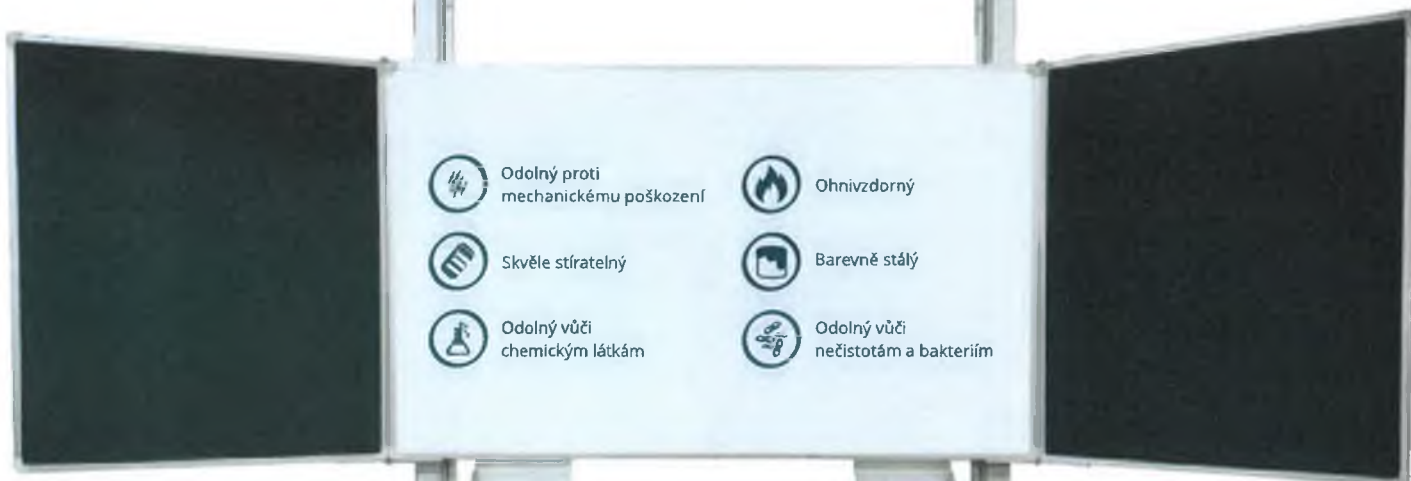 Odolný proti
mechanickému poškození
Skvěle stíratelný
Odolný vůči
chemickým látkám
Ohnivzdorný
Barevně stálý
Odolný vůči
nečistotám a bakteriím